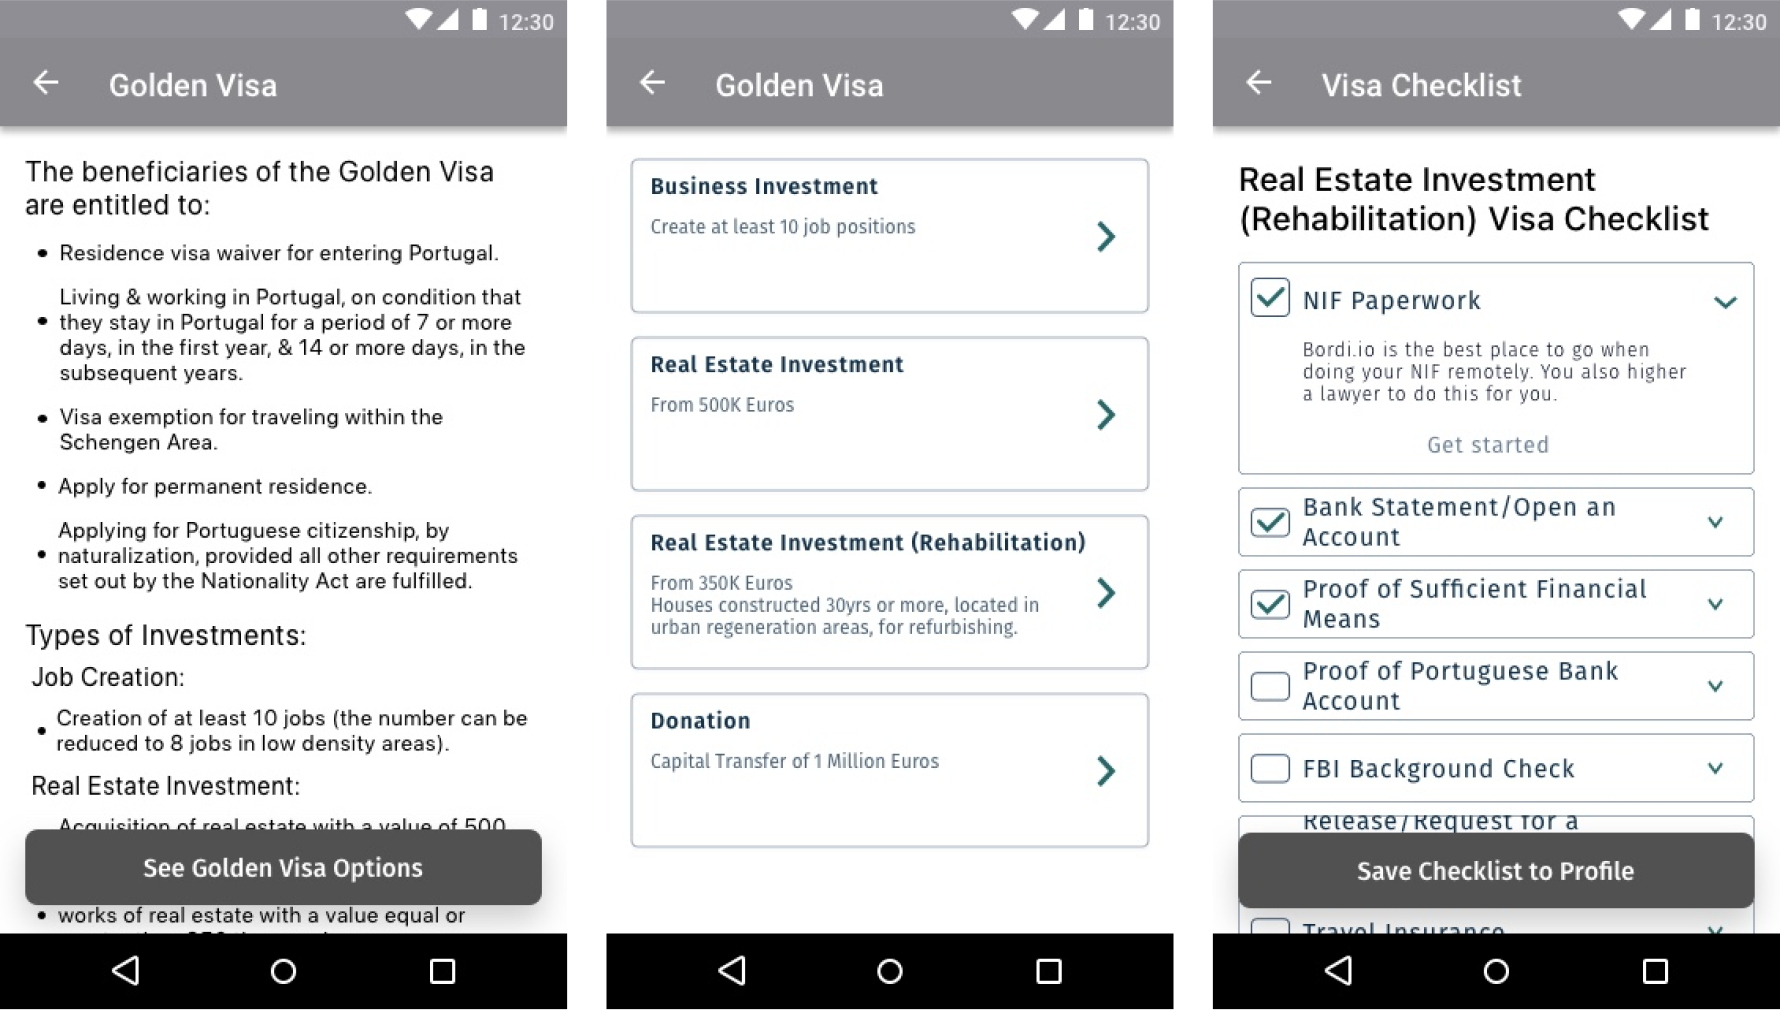 12:30
Golden Visa
The beneficiaries of the Golden Visa
are entitled to:
• Residence visa waiver for entering Portugal.
Living & working in Portugal, on condition that
• they stay in Portugal for a period of 7 or more
days, in the first year, & 14 or more days, in the
subsequent years.
• Visa exemption for traveling within the
Schengen Area.
• Apply for permanent residence.
Applying for Portuguese citizenship, by
• naturalization, provided all other requirements
set out by the Nationality Act are fulfilled.
Types of Investments:
Job Creation:
Creation of at least 10 jobs (the number can be
• reduced to 8 jobs in low density areas).
Real Estate Investment:
Acquisition of real estate with a value of 500
See Golden Visa Options
• works of real estate with a value equal or
12:30
Golden Visa
Business Investment
Create at least 10 job positions
Real Estate Investment
From 500K Euros
Real Estate Investment (Rehabilitation)
From 350K Euros
Houses constructed 30yrs or more, located in
urban regeneration areas, for refurbishing.
Donation
Capital Transfer of 1 Million Euros
12:30
Visa Checklist
Real Estate Investment
(Rehabilitation) Visa Checklist
NIF Paperwork
Bordi.io is the best place to go when
doing your NIF remotely. You also higher
a lawyer to do this for you.
Get started
Bank Statement/Open an
Account
Proof of Sufficient Financial
Means
Proof of Portuguese Bank
Account
FBI Background Check
Release/Request for a
Save Checklist to Profile
Travel Insurance